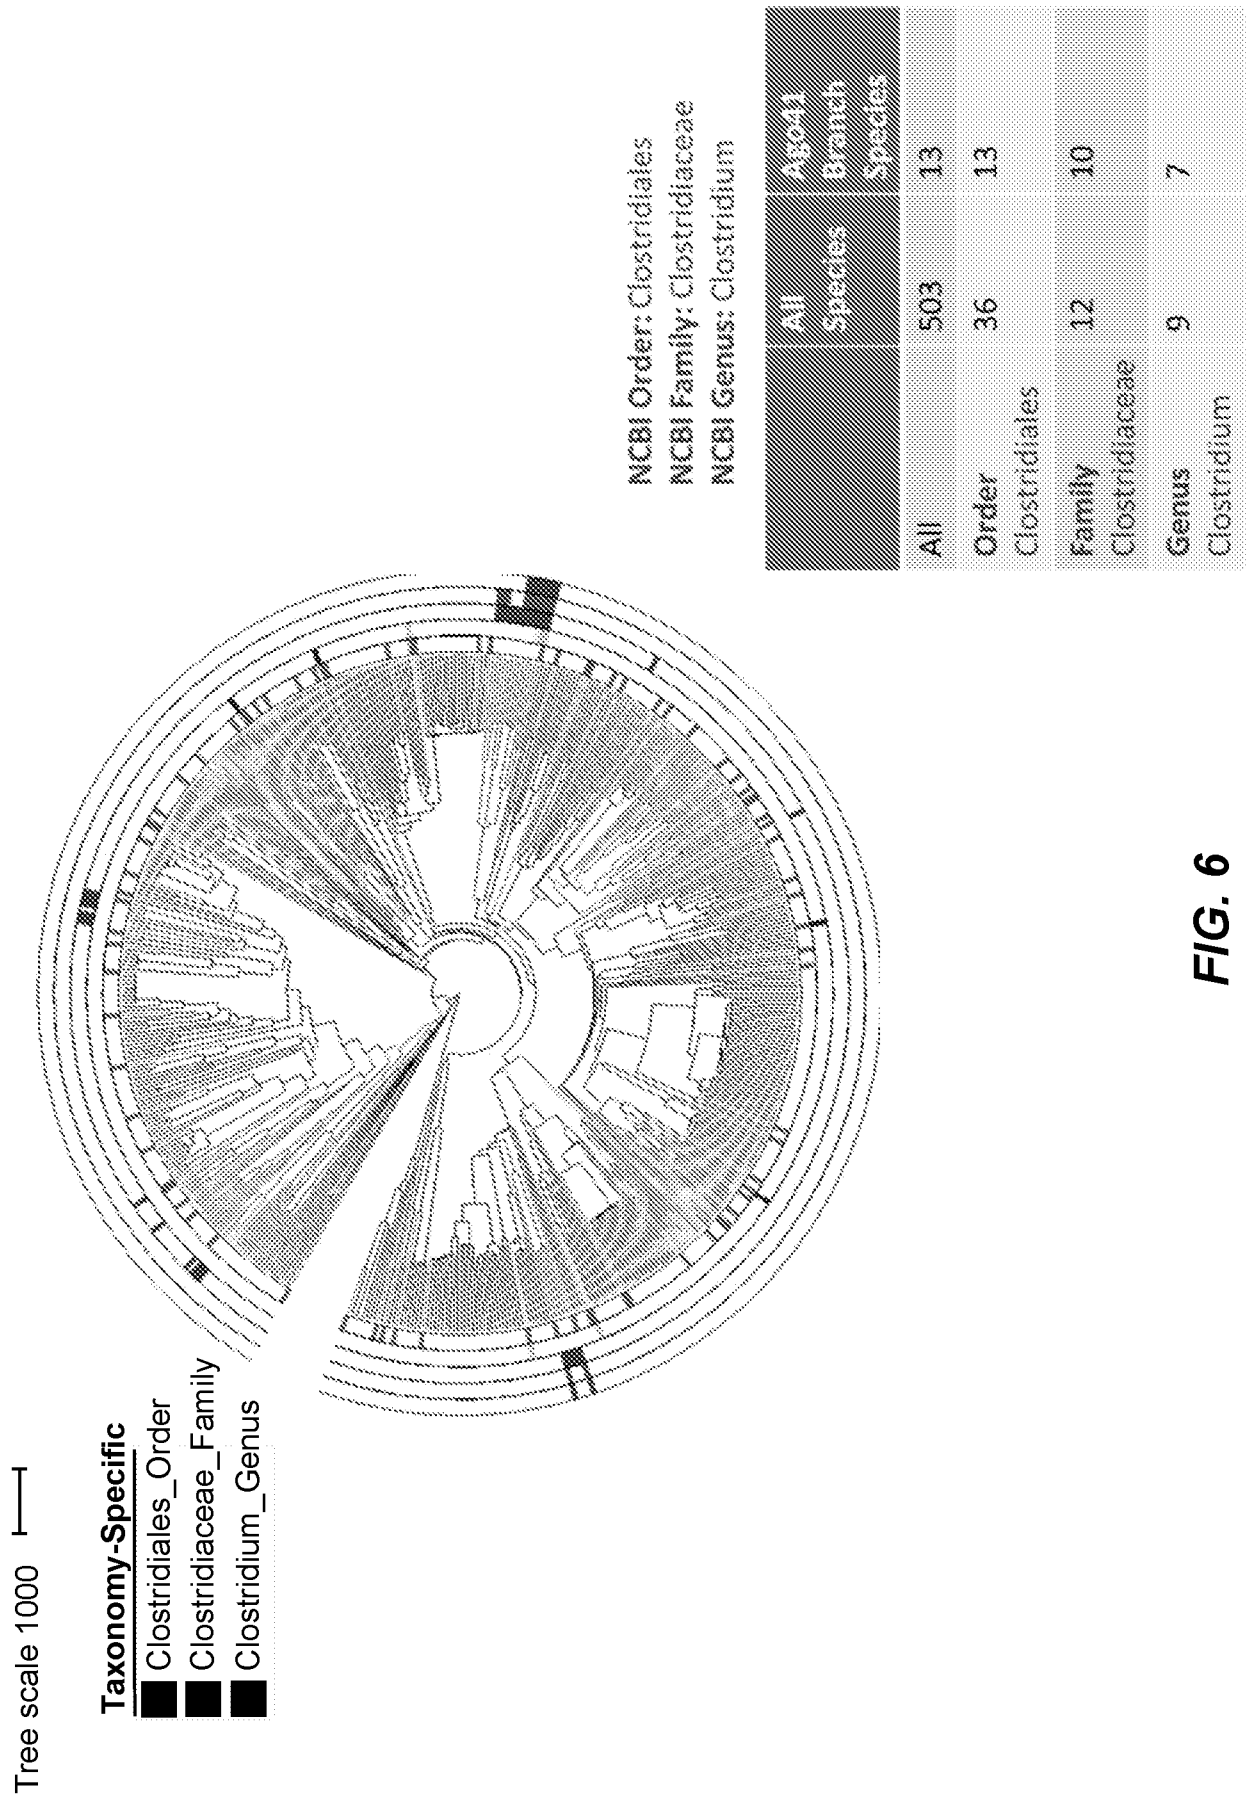 Tree scale 1000
Taxonomy-Specific
Clostridiales_Order
Clostridiaceae_Family
Clostridium_Genus
NCBI Order: Clostridiales
NCBI Family: Clostridiaceae
NCBI Genus: Clostridium
All Species Ago41 Branch Species
All 503 13
Order Clostridiales 36 13
Family Clostridiaceae 12 10
Genus Clostridium 9 7
FIG. 6